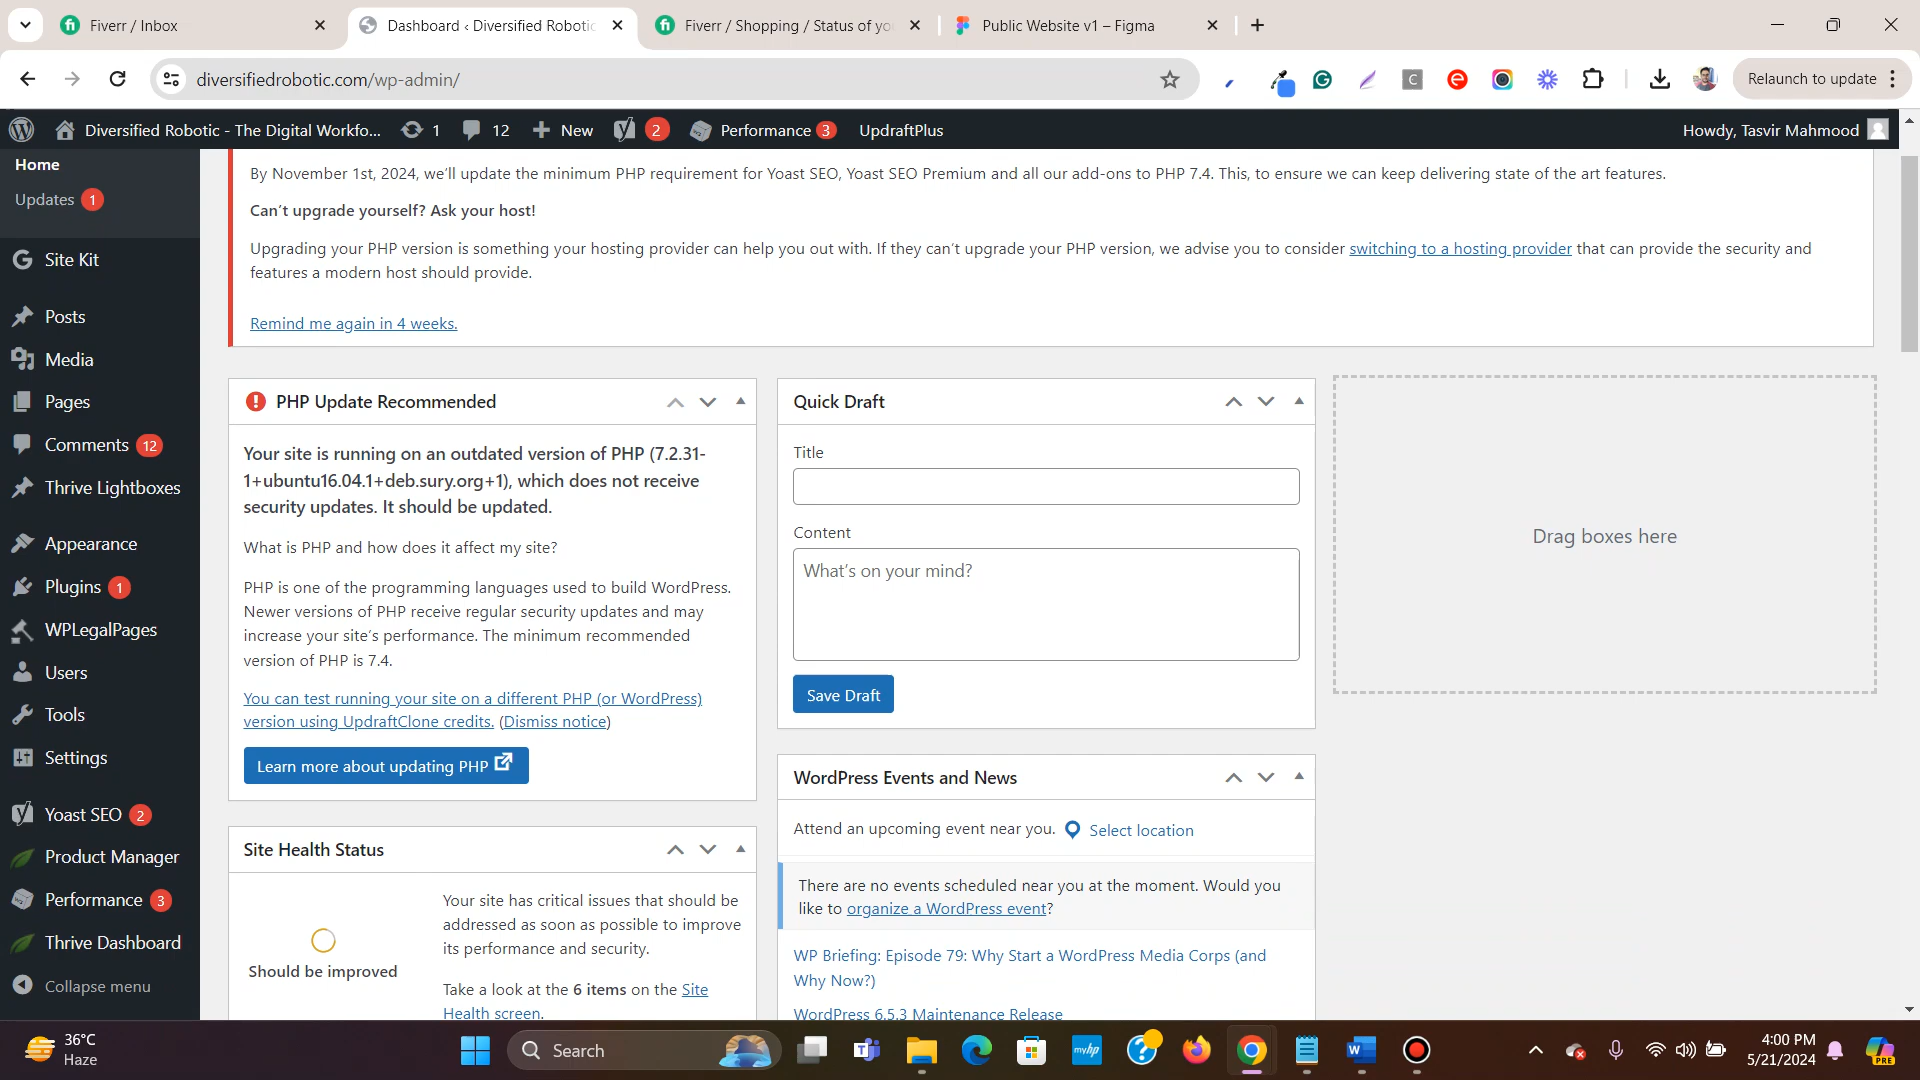 Fiverr / Inbox
Dashboard ‹ Diversified Robotic
Fiverr / Shopping / Status of yo
Public Website v1 – Figma
diversifiedrobotic.com/wp-admin/
Relaunch to update
Diversified Robotic - The Digital Workfo...
1
12
New
2
Performance 3
UpdraftPlus
Howdy, Tasvir Mahmood
Home
Updates 1
Site Kit
Posts
Media
Pages
Comments 12
Thrive Lightboxes
Appearance
Plugins 1
WPLegalPages
Users
Tools
Settings
Yoast SEO 2
Product Manager
Performance 3
Thrive Dashboard
Collapse menu
By November 1st, 2024, we’ll update the minimum PHP requirement for Yoast SEO, Yoast SEO Premium and all our add-ons to PHP 7.4. This, to ensure we can keep delivering state of the art features.
Can’t upgrade yourself? Ask your host!
Upgrading your PHP version is something your hosting provider can help you out with. If they can’t upgrade your PHP version, we advise you to consider switching to a hosting provider that can provide the security and
features a modern host should provide.
Remind me again in 4 weeks.
PHP Update Recommended
Your site is running on an outdated version of PHP (7.2.31-
1+ubuntu16.04.1+deb.sury.org+1), which does not receive
security updates. It should be updated.
What is PHP and how does it affect my site?
PHP is one of the programming languages used to build WordPress.
Newer versions of PHP receive regular security updates and may
increase your site’s performance. The minimum recommended
version of PHP is 7.4.
You can test running your site on a different PHP (or WordPress)
version using UpdraftClone credits. (Dismiss notice)
Learn more about updating PHP
Site Health Status
Should be improved
Your site has critical issues that should be
addressed as soon as possible to improve
its performance and security.
Take a look at the 6 items on the Site
Health screen.
Quick Draft
Title
Content
What’s on your mind?
Save Draft
WordPress Events and News
Attend an upcoming event near you. Select location
There are no events scheduled near you at the moment. Would you
like to organize a WordPress event?
WP Briefing: Episode 79: Why Start a WordPress Media Corps (and
Why Now?)
WordPress 6.5.3 Maintenance Release
Drag boxes here
36°C
Haze
Search
myhp
4:00 PM
5/21/2024
PRE